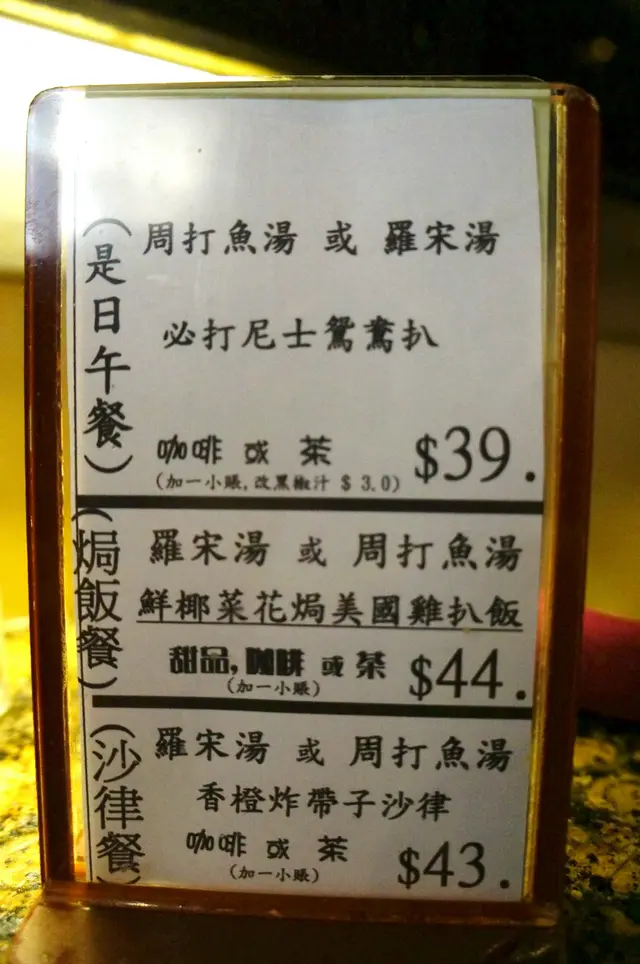 (是日午餐)
周打魚湯 或 羅宋湯
必打尼士鴛鴦扒
咖啡 或 茶 $39.
(加一小賬,改黑椒汁 $ 3.0)
(焗飯餐)
羅宋湯 或 周打魚湯
鮮椰菜花焗美國雞扒飯
甜品,咖啡 或 茶 $44.
(加一小賬)
(沙律餐)
羅宋湯 或 周打魚湯
香橙炸帶子沙律
咖啡 或 茶 $43.
(加一小賬)